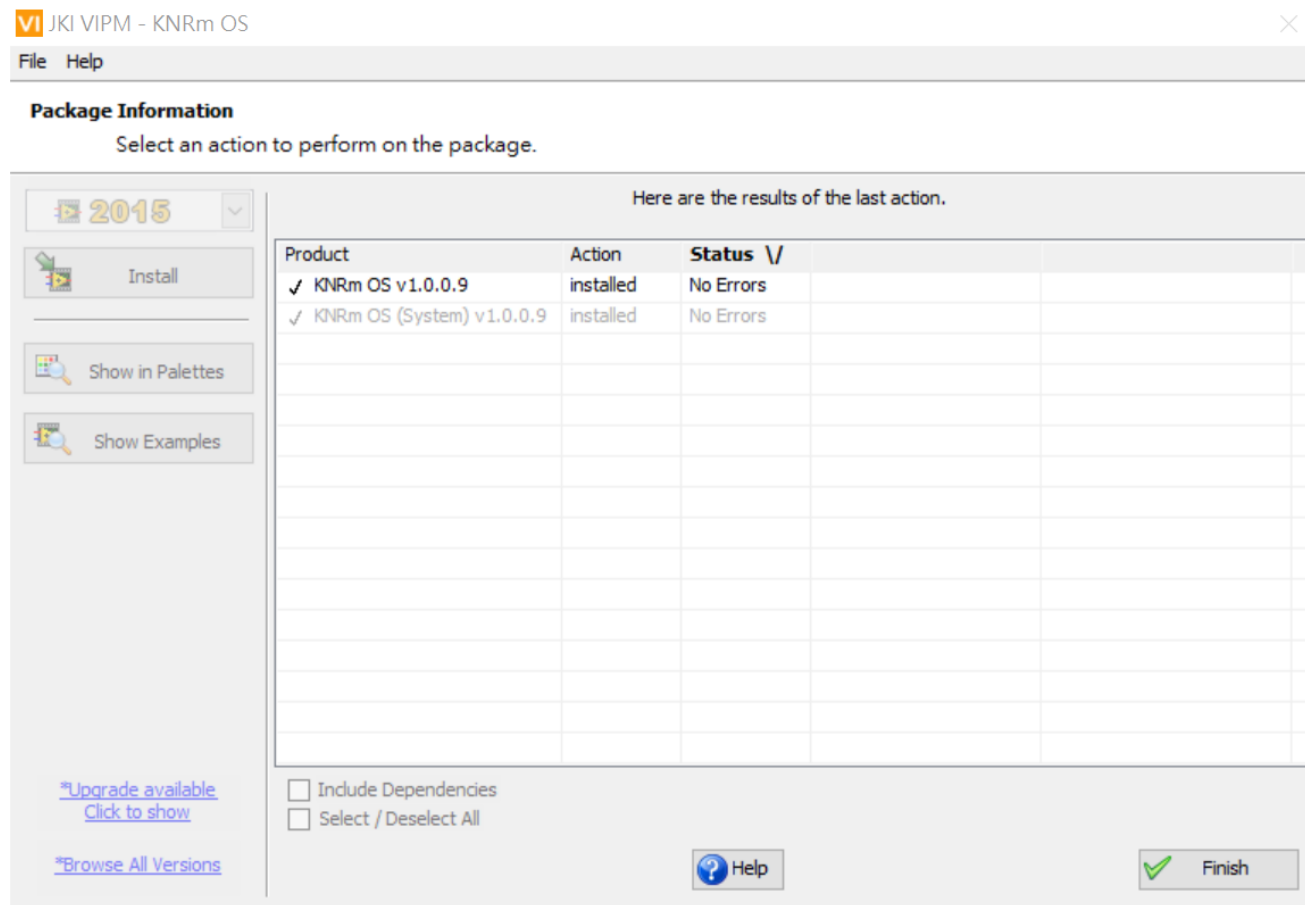 VI JKI VIPM - KNRm OS
File Help
Package Information
Select an action to perform on the package.
2015
Install
Show in Palettes
Show Examples
*Upgrade available
Click to show
*Browse All Versions
Here are the results of the last action.
Product Action Status \/
KNRm OS v1.0.0.9 installed No Errors
KNRm OS (System) v1.0.0.9 installed No Errors
Include Dependencies
Select / Deselect All
Help
Finish